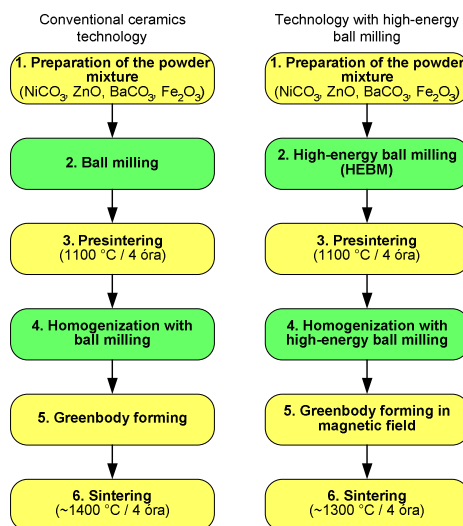 Conventional ceramics
technology
1. Preparation of the powder
mixture
(NiCO₃, ZnO, BaCO₃, Fe₂O₃)
2. Ball milling
3. Presintering
(1100 °C / 4 óra)
4. Homogenization with
ball milling
5. Greenbody forming
6. Sintering
(~1400 °C / 4 óra)
Technology with high-energy
ball milling
1. Preparation of the powder
mixture
(NiCO₃, ZnO, BaCO₃, Fe₂O₃)
2. High-energy ball milling
(HEBM)
3. Presintering
(1100 °C / 4 óra)
4. Homogenization with
high-energy ball milling
5. Greenbody forming in
magnetic field
6. Sintering
(~1300 °C / 4 óra)